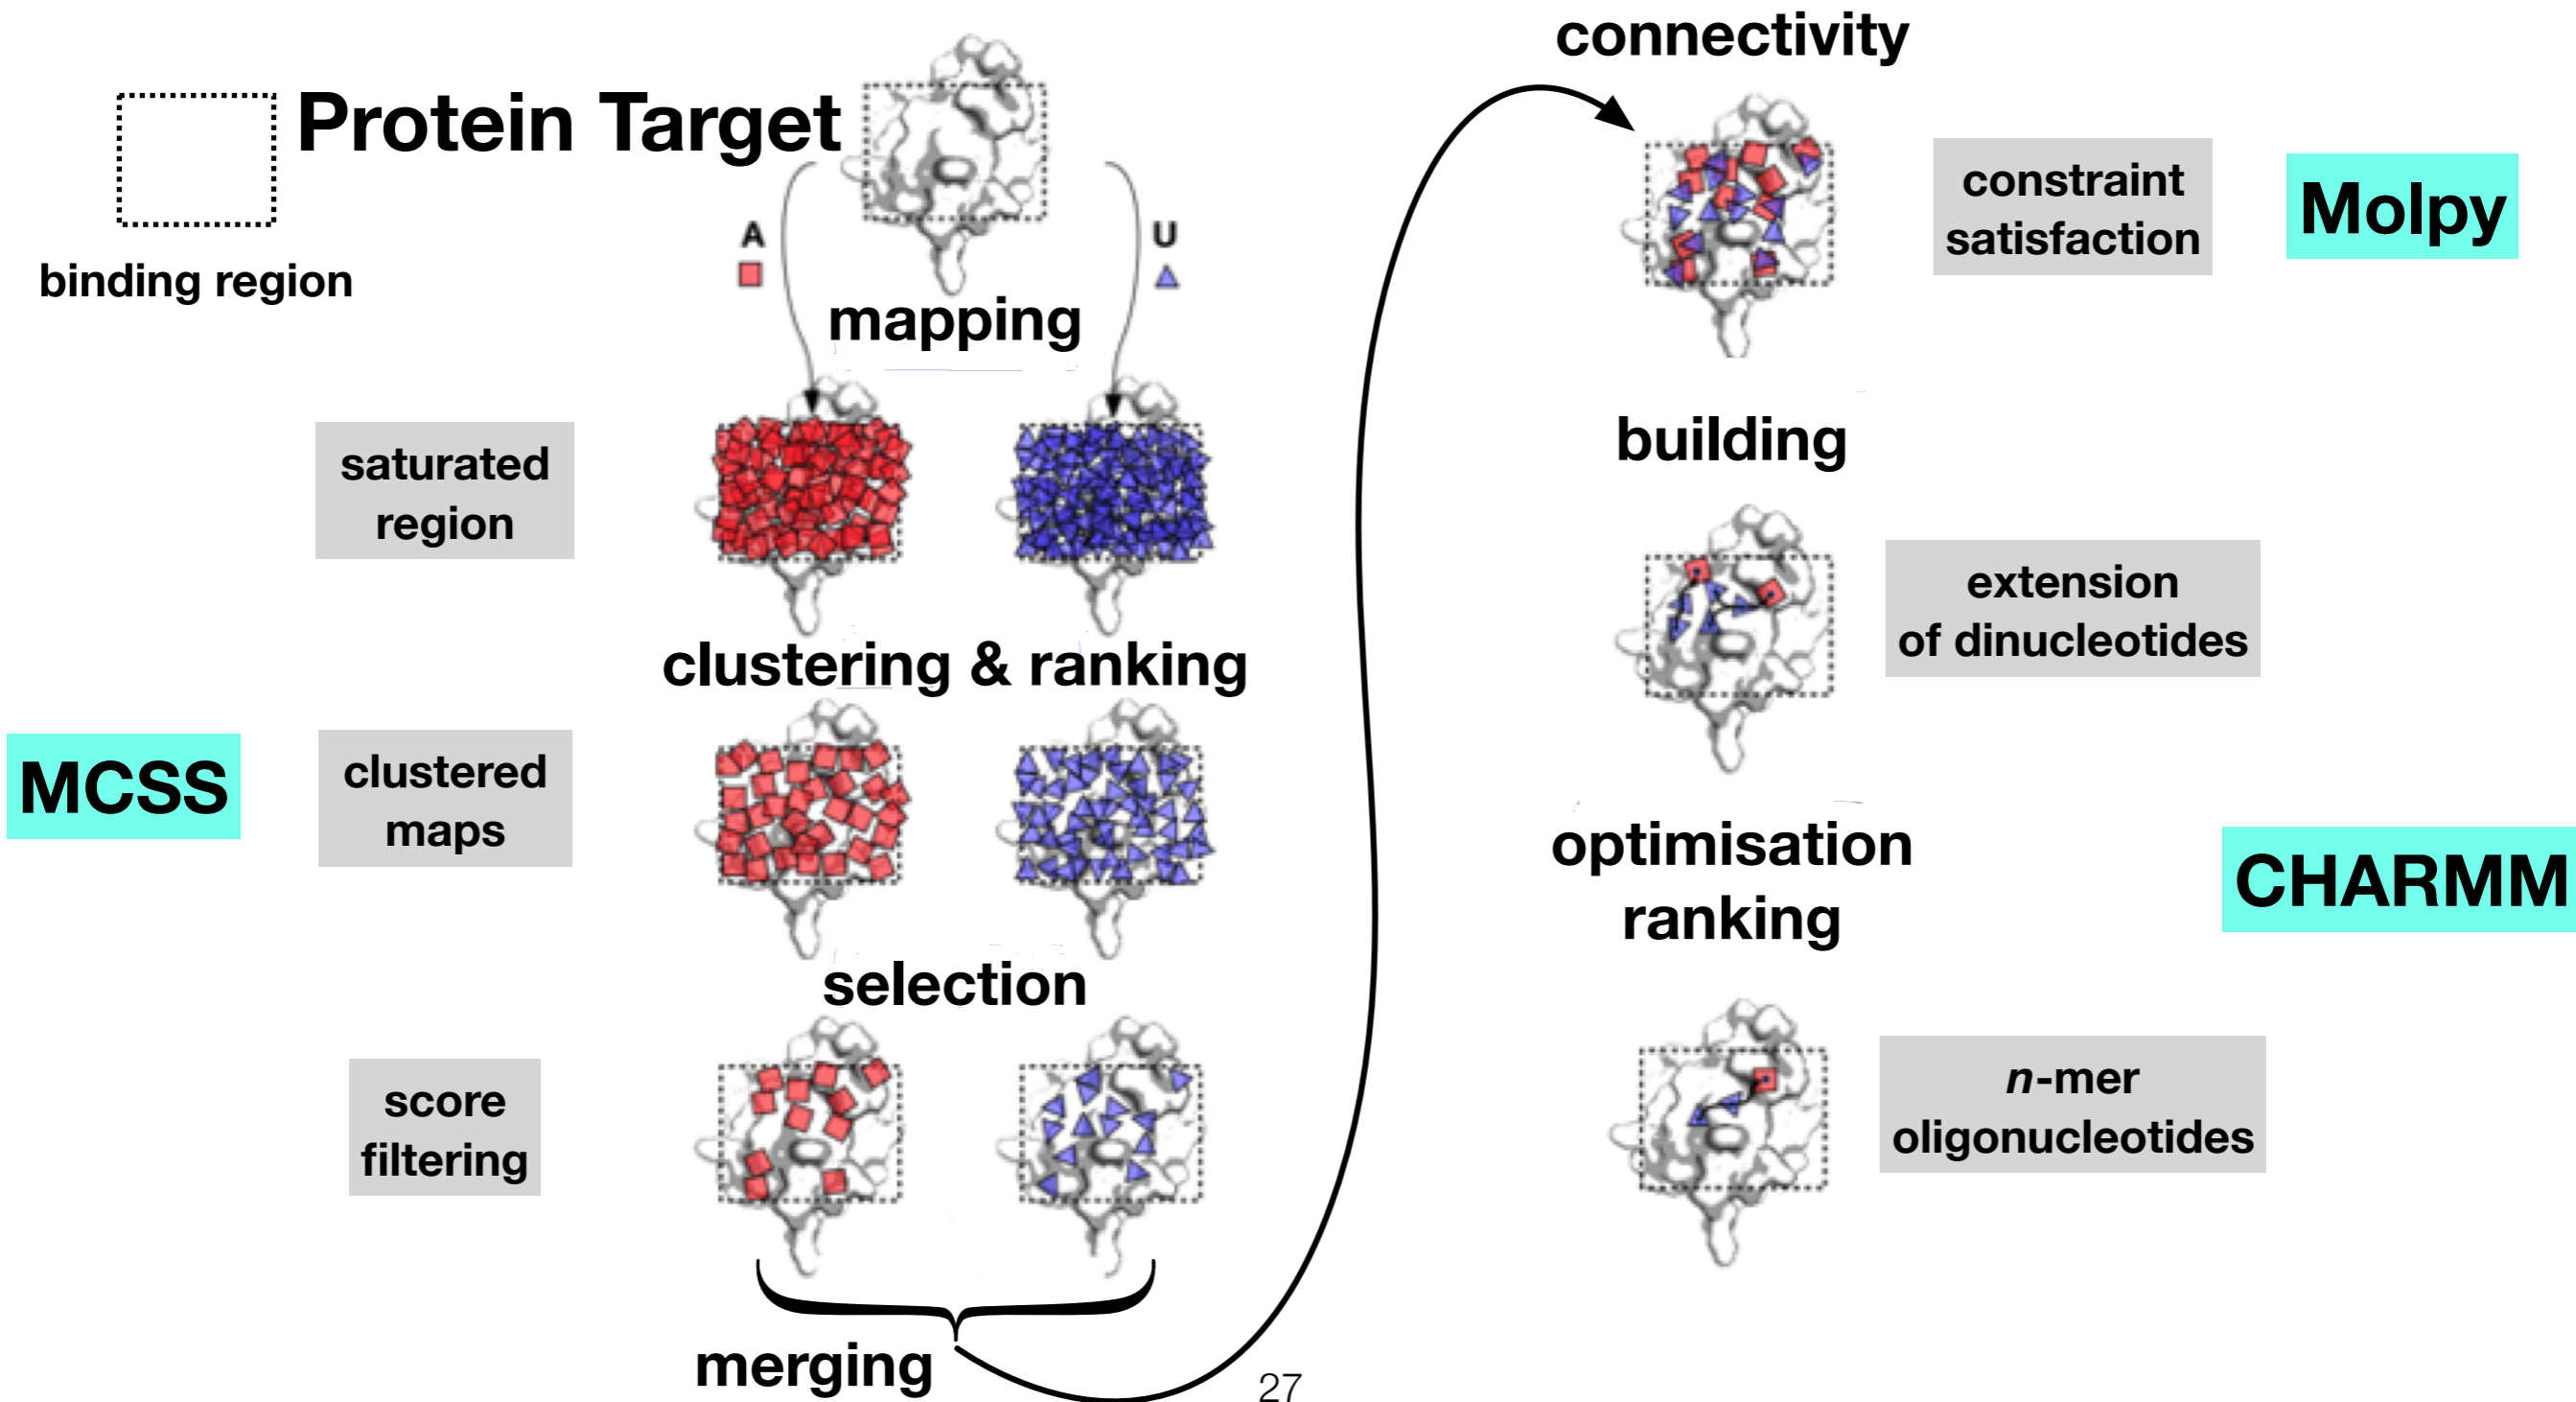 Protein Target
binding region
A
U
mapping
saturated
region
clustering & ranking
MCSS
clustered
maps
selection
score
filtering
merging
connectivity
constraint
satisfaction
Molpy
building
extension
of dinucleotides
optimisation
ranking
CHARMM
n-mer
oligonucleotides
27